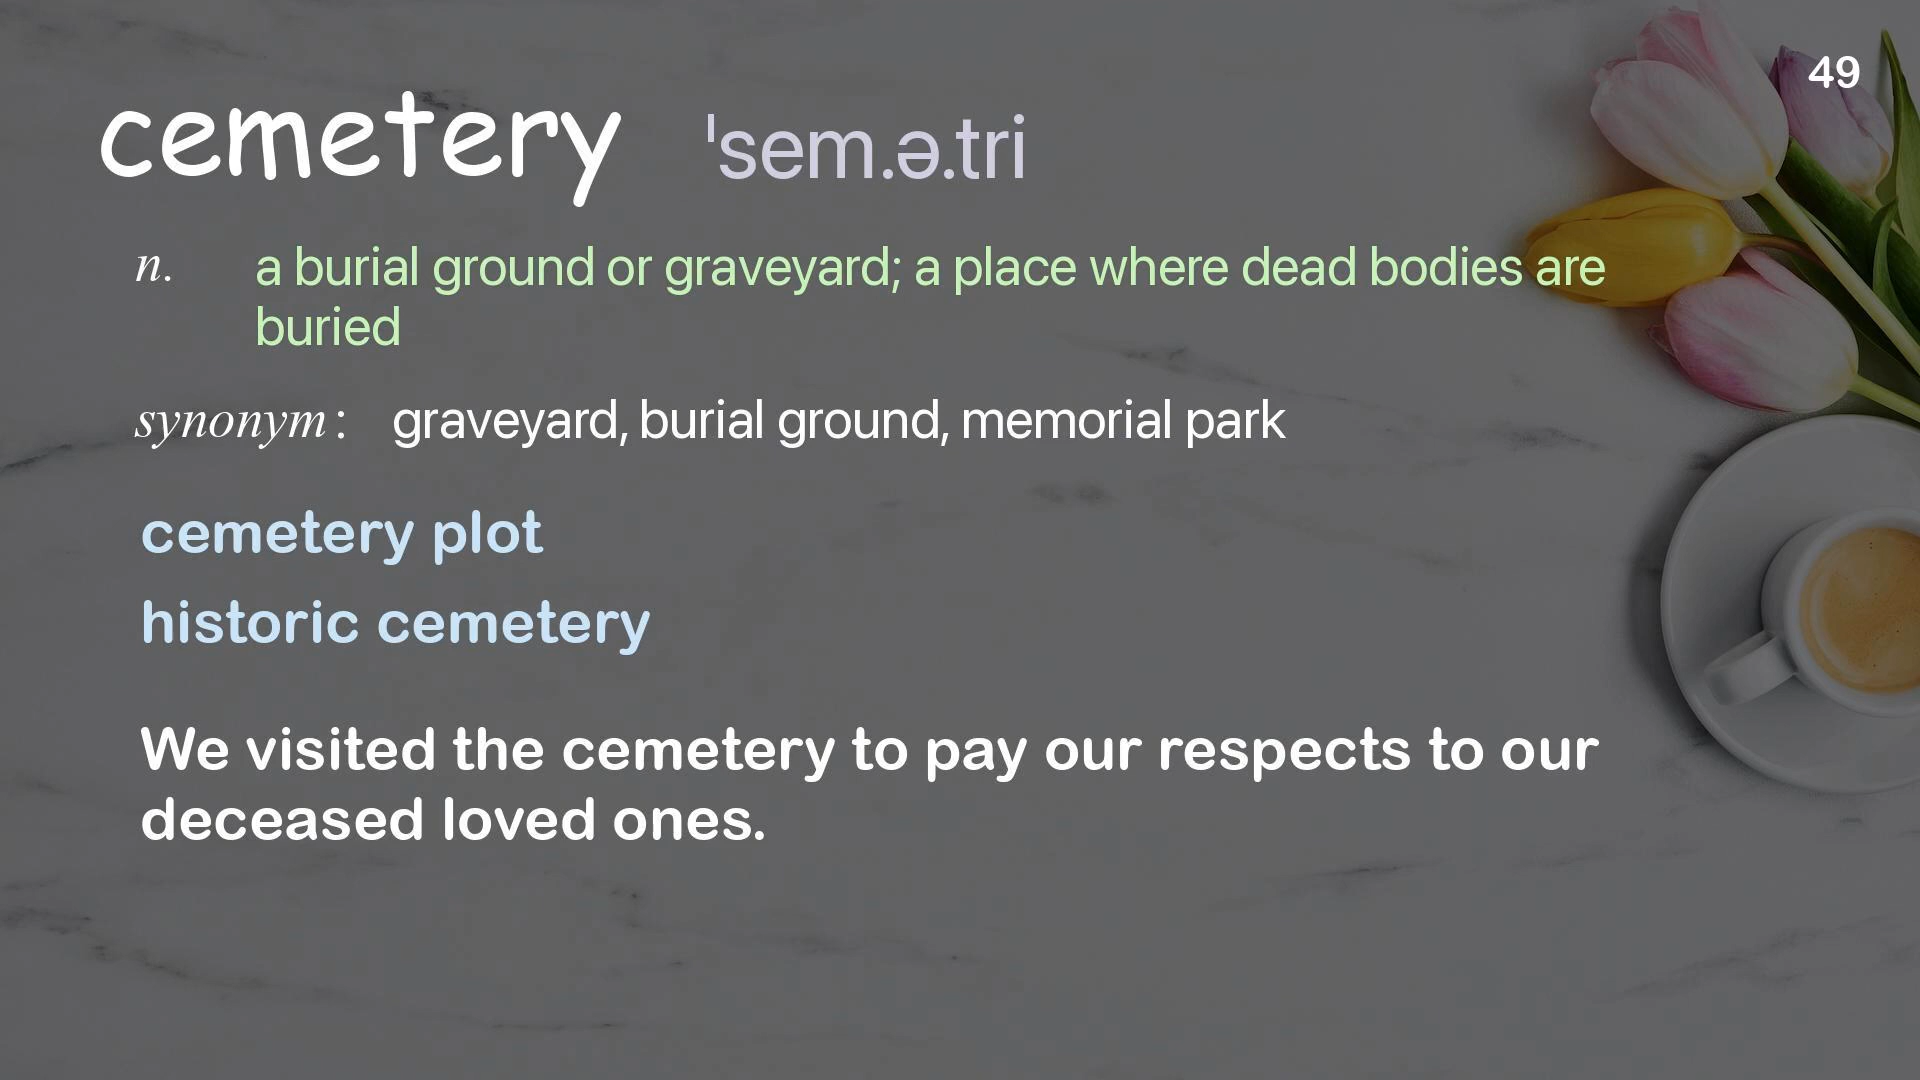 49
cemetery ˈsem.ə.tri
n. a burial ground or graveyard; a place where dead bodies are
buried
synonym: graveyard, burial ground, memorial park
cemetery plot
historic cemetery
We visited the cemetery to pay our respects to our
deceased loved ones.